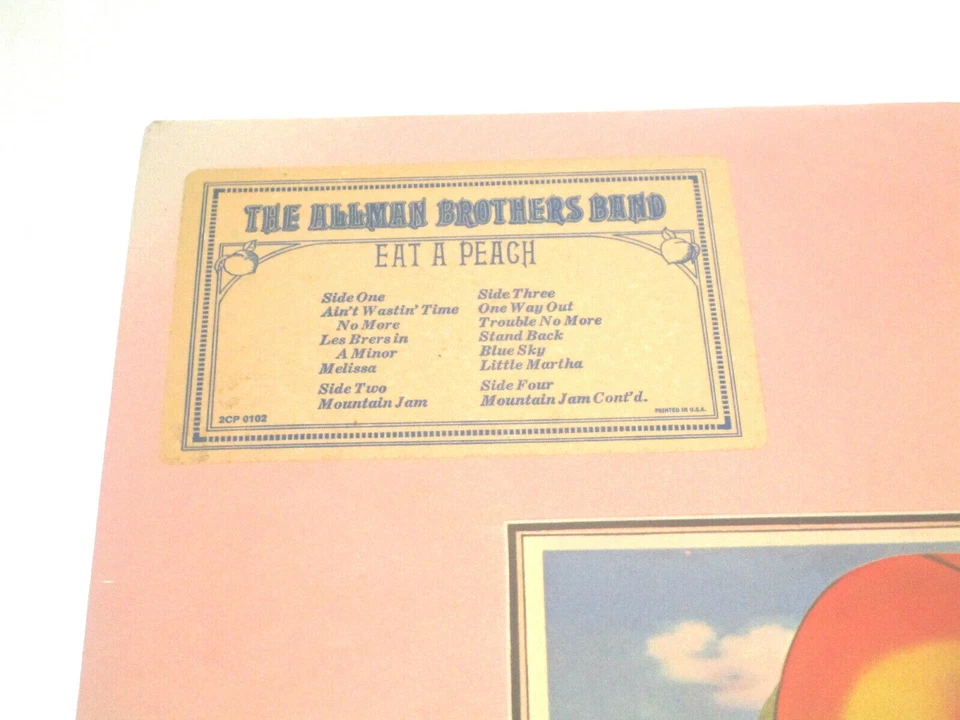 THE ALLMAN BROTHERS BAND
EAT A PEACH
Side One
Ain't Wastin' Time
No More
Les Brers in
A Minor
Melissa
Side Two
Mountain Jam
Side Three
One Way Out
Trouble No More
Stand Back
Blue Sky
Little Martha
Side Four
Mountain Jam Cont'd.
2CP 0102
PRINTED IN U.S.A.